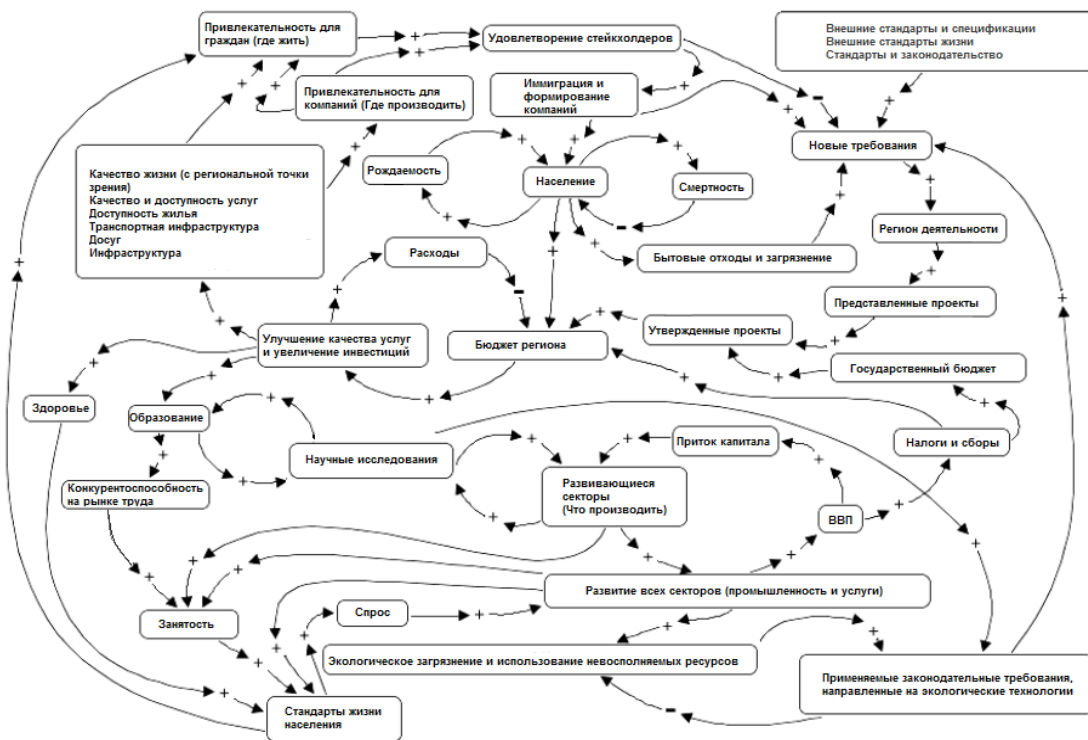 Привлекательность для
граждан (где жить)
Удовлетворение стейкхолдеров
Внешние стандарты и спецификации
Внешние стандарты жизни
Стандарты и законодательство
Привлекательность для
компаний (Где производить)
Иммиграция и
формирование
компаний
Новые требования
Качество жизни (с региональной точки
зрения)
Качество и доступность услуг
Доступность жилья
Транспортная инфраструктура
Досуг
Инфраструктура
Рождаемость
Население
Смертность
Регион деятельности
Расходы
Бытовые отходы и загрязнение
Представленные проекты
Улучшение качества услуг
и увеличение инвестиций
Бюджет региона
Утвержденные проекты
Государственный бюджет
Здоровье
Образование
Научные исследования
Приток капитала
Налоги и сборы
Конкурентоспособность
на рынке труда
Развивающиеся
секторы
(Что производить)
ВВП
Развитие всех секторов (промышленность и услуги)
Спрос
Занятость
Экологическое загрязнение и использование невосполняемых ресурсов
Применяемые законодательные требования,
направленные на экологические технологии
Стандарты жизни
населения